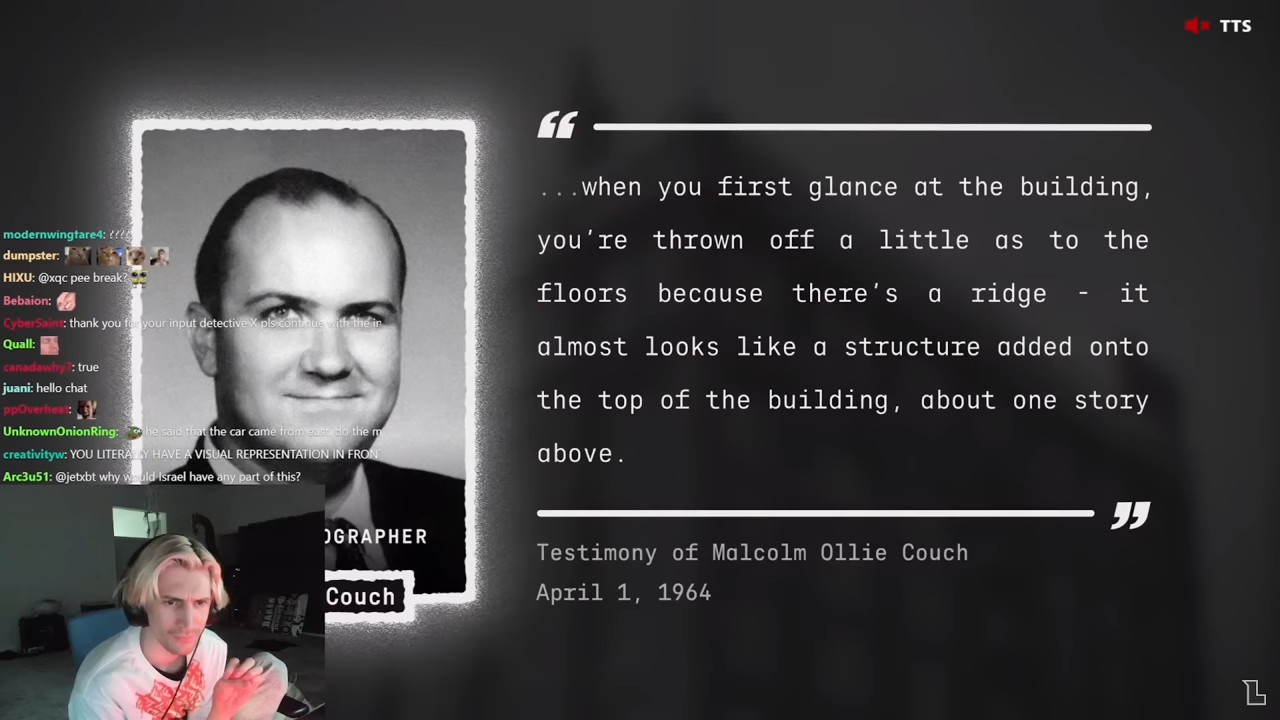 TTS
“
...when you first glance at the building,
you're thrown off a little as to the
floors because there's a ridge - it
almost looks like a structure added onto
the top of the building, about one story
above.
”
Testimony of Malcolm Ollie Couch
April 1, 1964
OGRAPHER
Couch
modernwingfare4: ????
dumpster:
HIXU: @xqc pee break?
Bebaion:
CyberSaint: thank you for your input detective X pls continue with the in
Quall:
canadawhy?: true
juani: hello chat
ppOverheat:
UnknownOnionRing: he said that the car came from east, do the m
creativityw: YOU LITERALLY HAVE A VISUAL REPRESENTATION IN FRON
Arc3u51: @jetxbt why would Israel have any part of this?